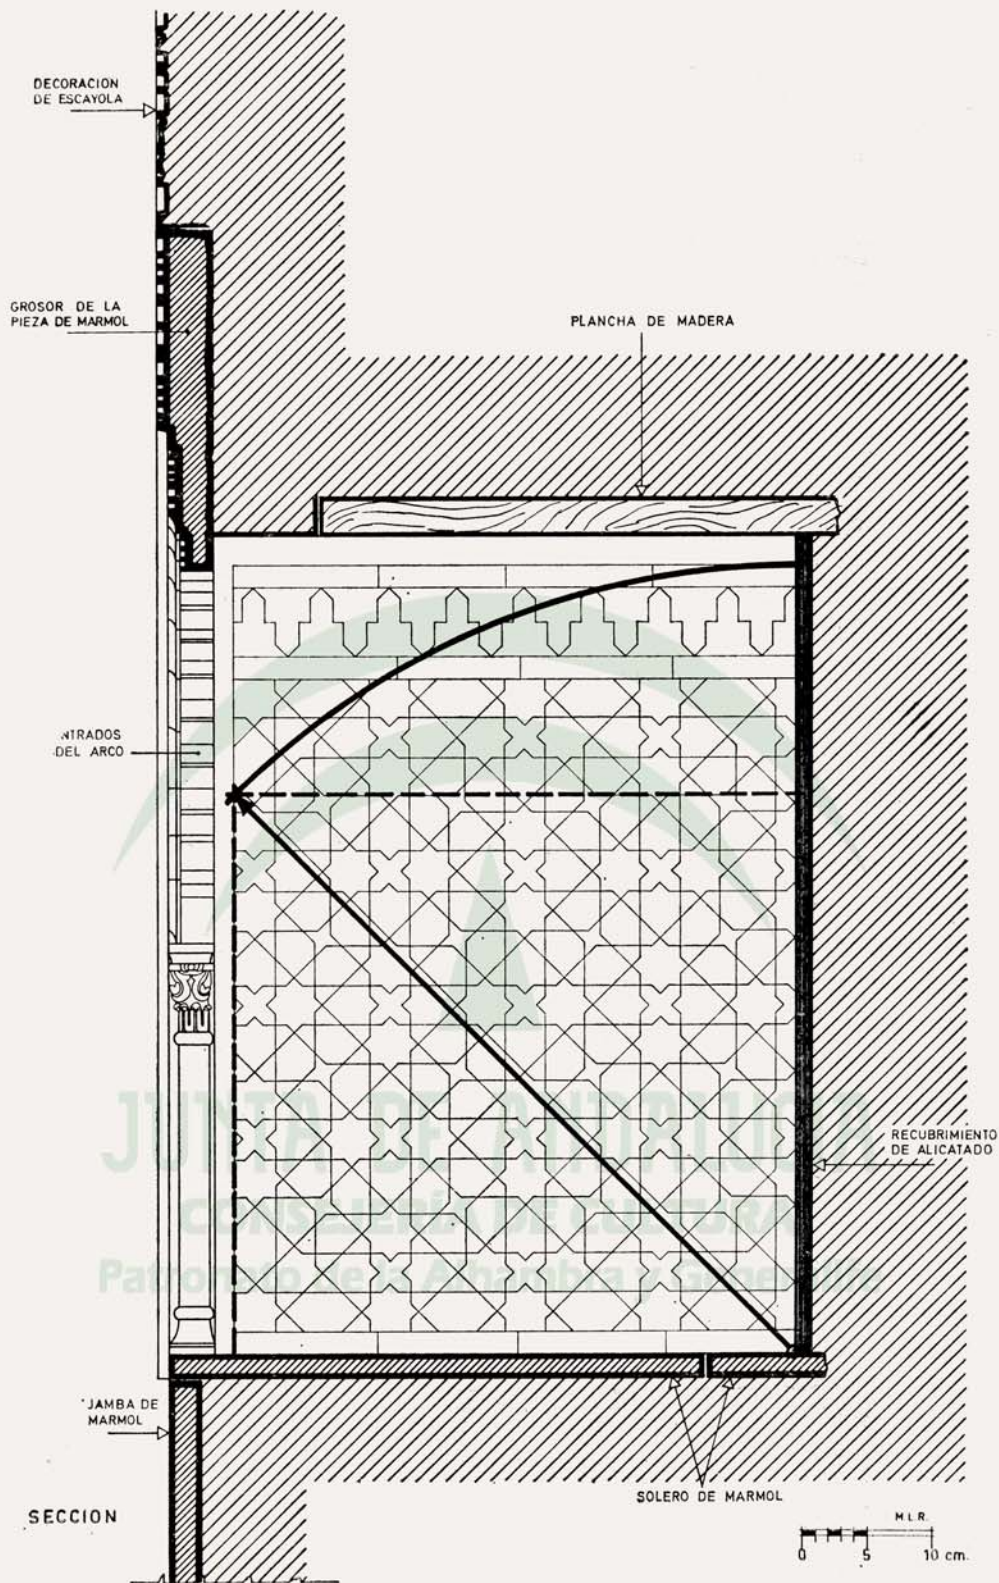 DECORACION
DE ESCAYOLA
GROSOR DE LA
PIEZA DE MARMOL
PLANCHA DE MADERA
NTRADOS
DEL ARCO
JUNTA DE ANDALUCIA
CONSEJERÍA DE CULTURA
Patronato de la Alhambra y Generalife
RECUBRIMIENTO
DE ALICATADO
JAMBA DE
MARMOL
SOLERO DE MARMOL
SECCION
M.L.R.
0 5 10 cm.